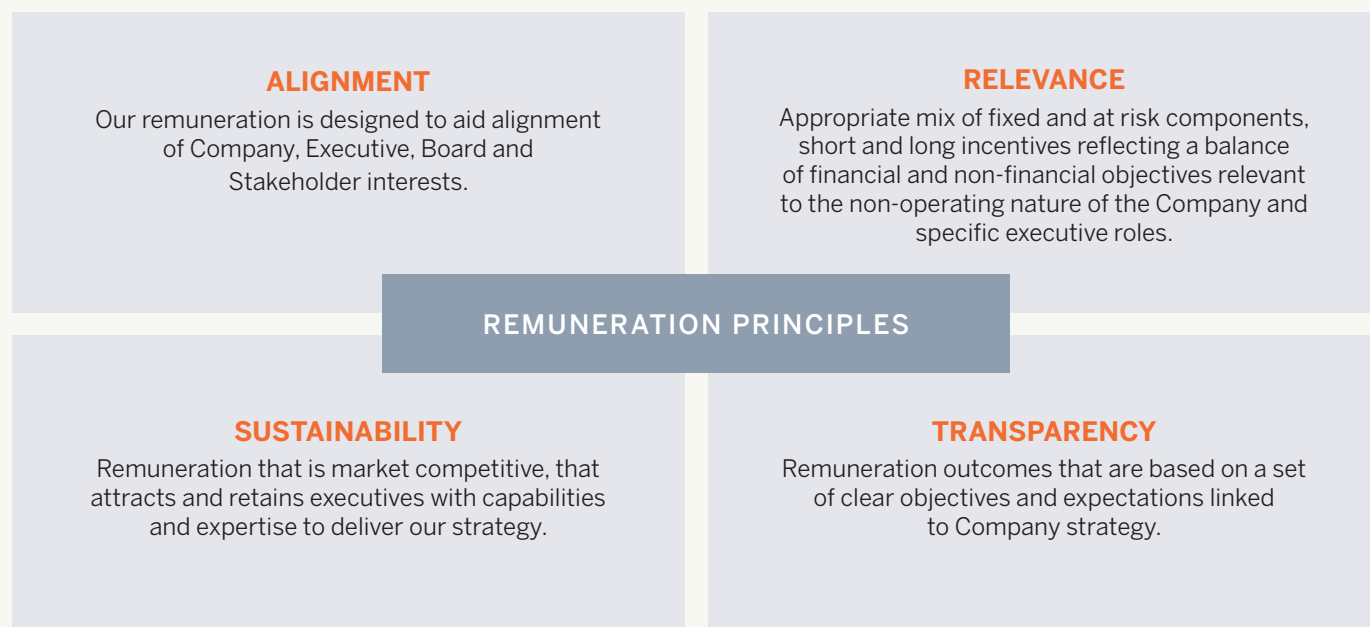 ALIGNMENT
Our remuneration is designed to aid alignment
of Company, Executive, Board and
Stakeholder interests.
RELEVANCE
Appropriate mix of fixed and at risk components,
short and long incentives reflecting a balance
of financial and non-financial objectives relevant
to the non-operating nature of the Company and
specific executive roles.
REMUNERATION PRINCIPLES
SUSTAINABILITY
Remuneration that is market competitive, that
attracts and retains executives with capabilities
and expertise to deliver our strategy.
TRANSPARENCY
Remuneration outcomes that are based on a set
of clear objectives and expectations linked
to Company strategy.